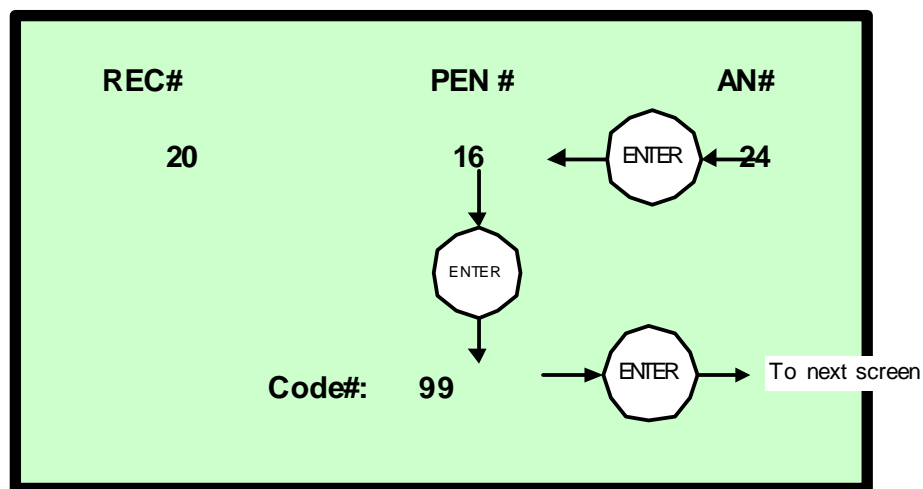 REC# PEN # AN#
20 16 ENTER 24
ENTER
Code#: 99 ENTER To next screen